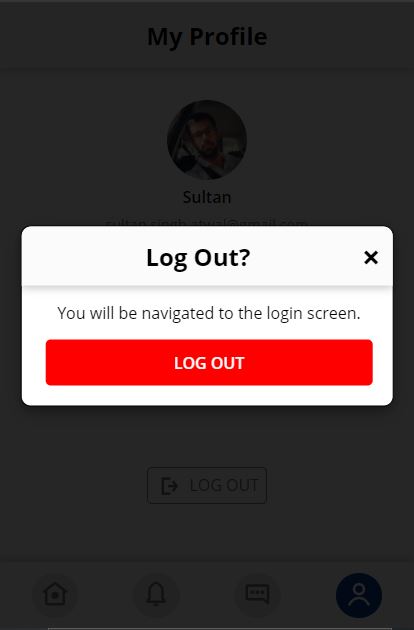 My Profile
Sultan
sultan.singh.atwal@gmail.com
Log Out?
×
You will be navigated to the login screen.
LOG OUT
LOG OUT